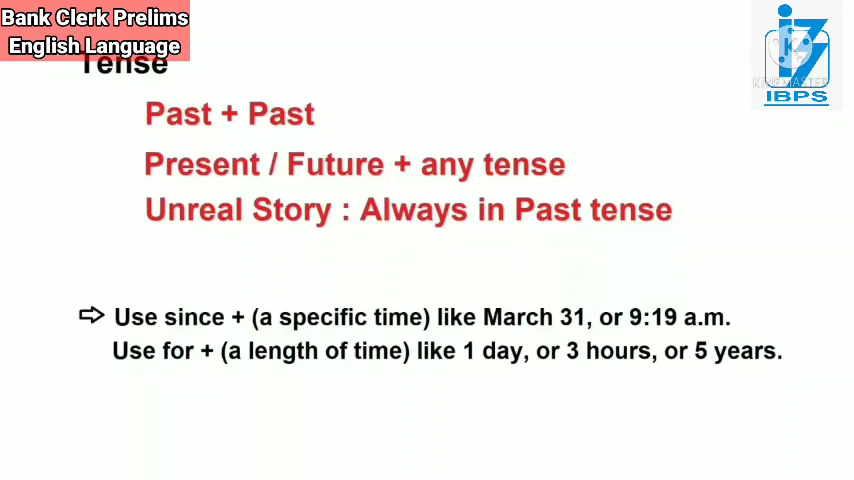 Bank Clerk Prelims
English Language
Tense
Past + Past
Present / Future + any tense
Unreal Story : Always in Past tense
⇨ Use since + (a specific time) like March 31, or 9:19 a.m.
Use for + (a length of time) like 1 day, or 3 hours, or 5 years.
K
KINEMASTER
IBPS